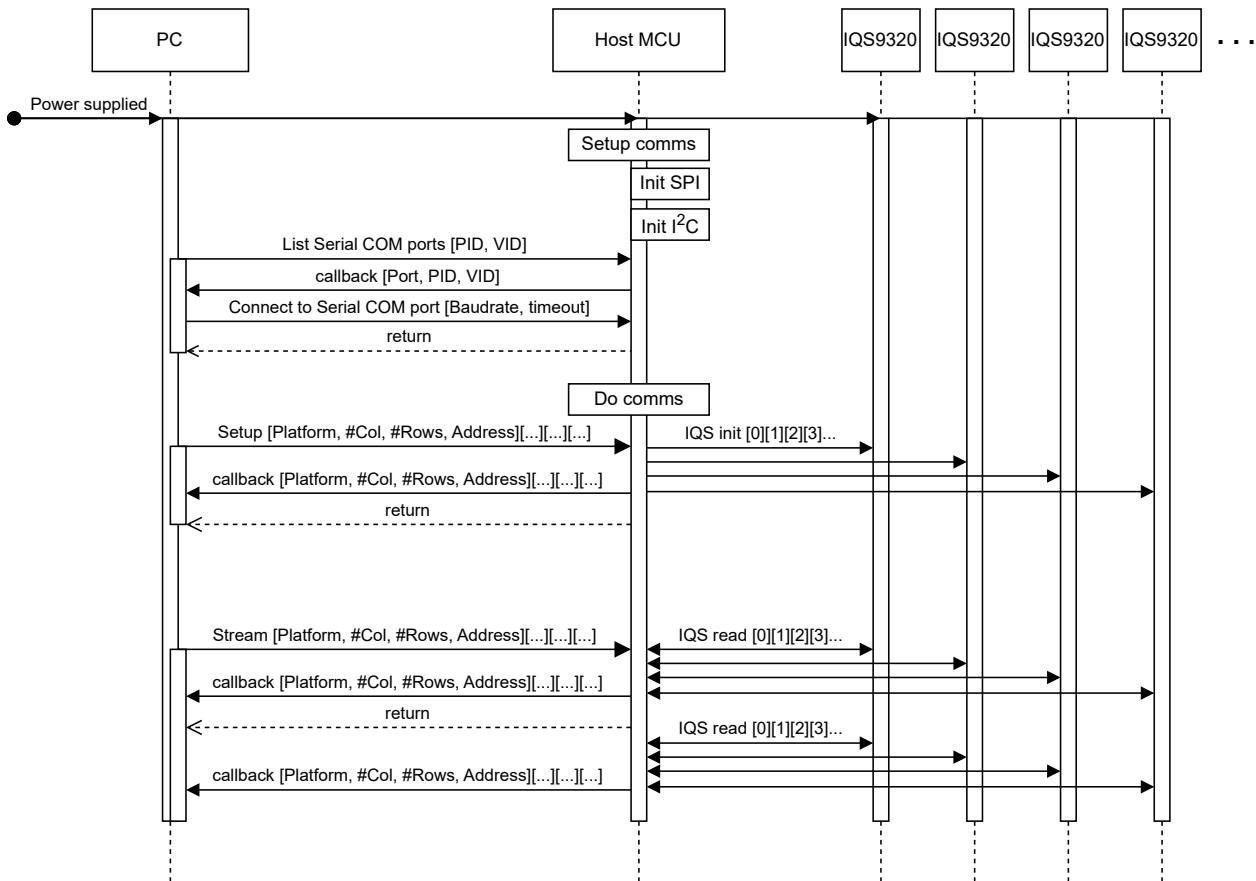 PC
Host MCU
IQS9320
IQS9320
IQS9320
IQS9320
. . .
Power supplied
Setup comms
Init SPI
Init I²C
List Serial COM ports [PID, VID]
callback [Port, PID, VID]
Connect to Serial COM port [Baudrate, timeout]
return
Do comms
Setup [Platform, #Col, #Rows, Address][...][...][...]
IQS init [0][1][2][3]...
callback [Platform, #Col, #Rows, Address][...][...][...]
return
Stream [Platform, #Col, #Rows, Address][...][...][...]
IQS read [0][1][2][3]...
callback [Platform, #Col, #Rows, Address][...][...][...]
return
IQS read [0][1][2][3]...
callback [Platform, #Col, #Rows, Address][...][...][...]